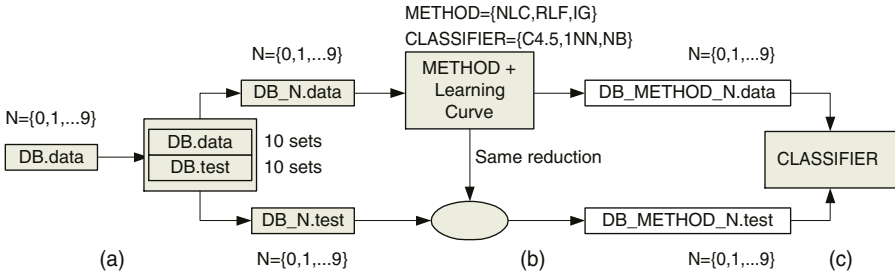 METHOD={NLC,RLF,IG}
CLASSIFIER={C4.5,1NN,NB}
N={0,1,...9}
N={0,1,...9}
DB_N.data
METHOD +
Learning
Curve
DB_METHOD_N.data
N={0,1,...9}
DB.data
DB.data
10 sets
DB.test
10 sets
Same reduction
CLASSIFIER
DB_N.test
DB_METHOD_N.test
(a)
N={0,1,...9}
(b)
N={0,1,...9}
(c)